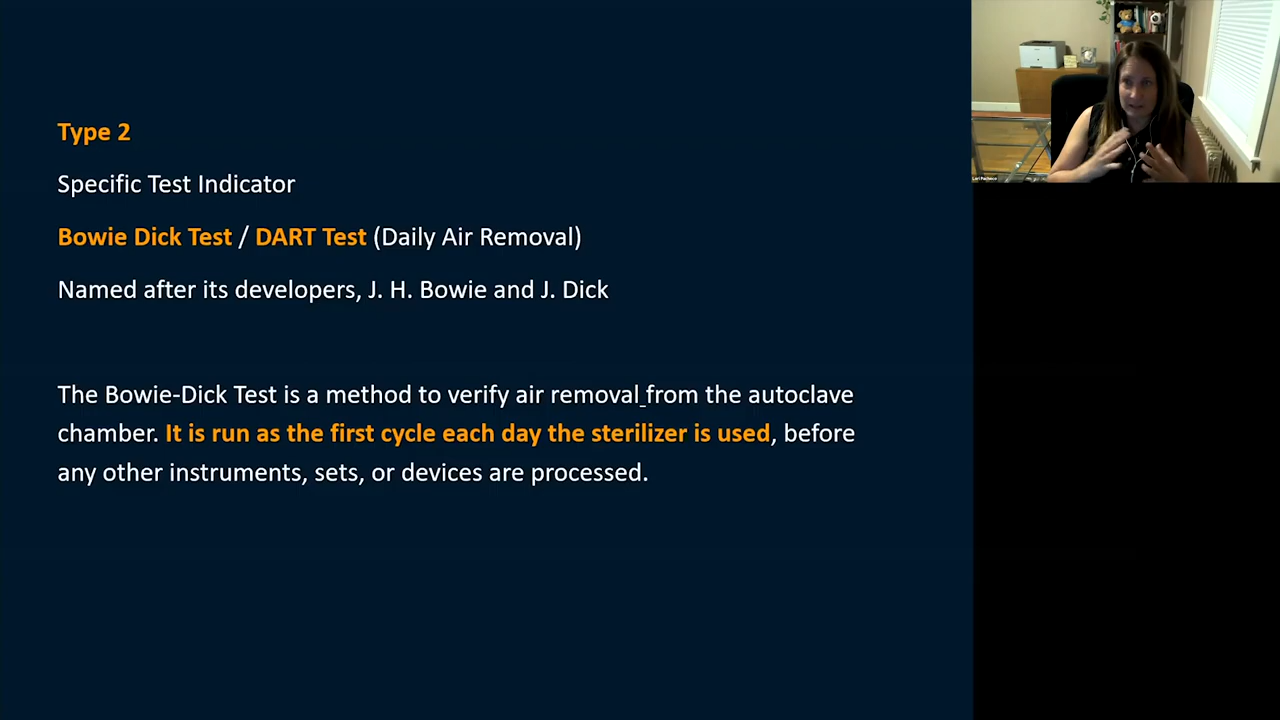 Type 2
Specific Test Indicator
Bowie Dick Test / DART Test (Daily Air Removal)
Named after its developers, J. H. Bowie and J. Dick
The Bowie-Dick Test is a method to verify air removal from the autoclave
chamber. It is run as the first cycle each day the sterilizer is used, before
any other instruments, sets, or devices are processed.
Lori Pacheco